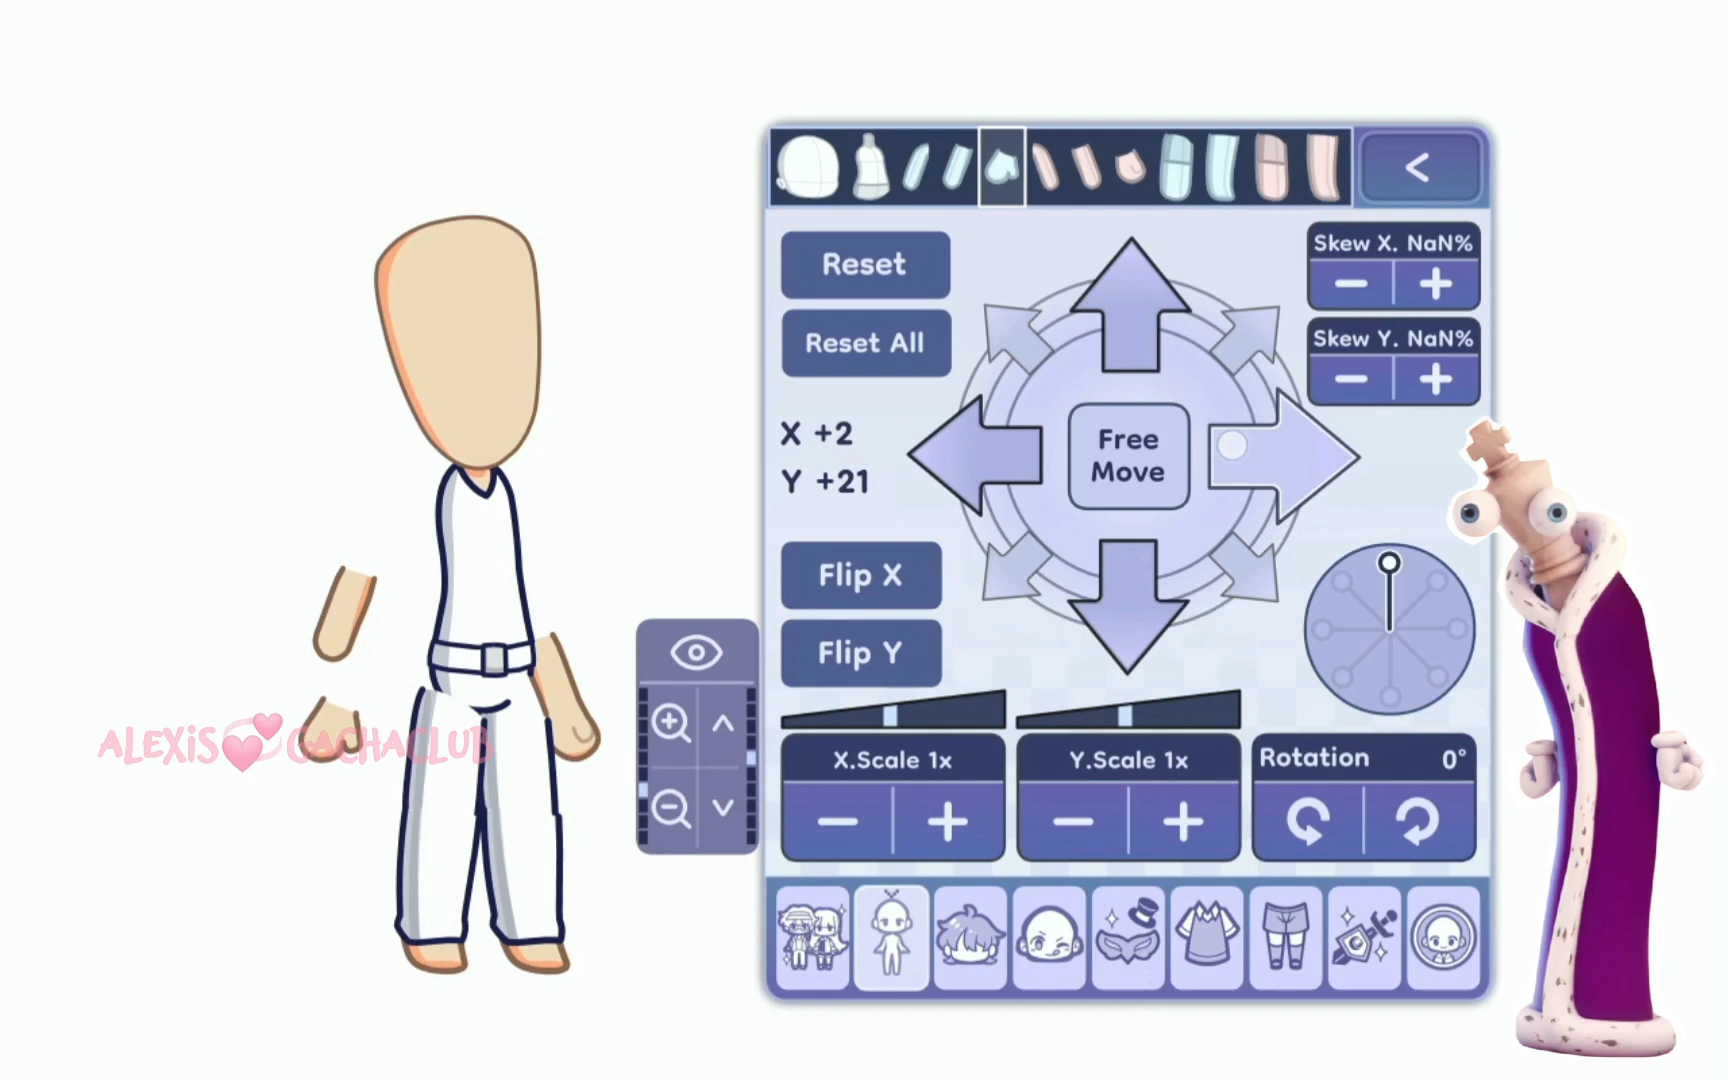 Reset
Reset All
X +2
Y +21
Flip X
Flip Y
Free
Move
Skew X. NaN%
Skew Y. NaN%
X.Scale 1x
Y.Scale 1x
Rotation 0°
ALEXIS GACHACLUB